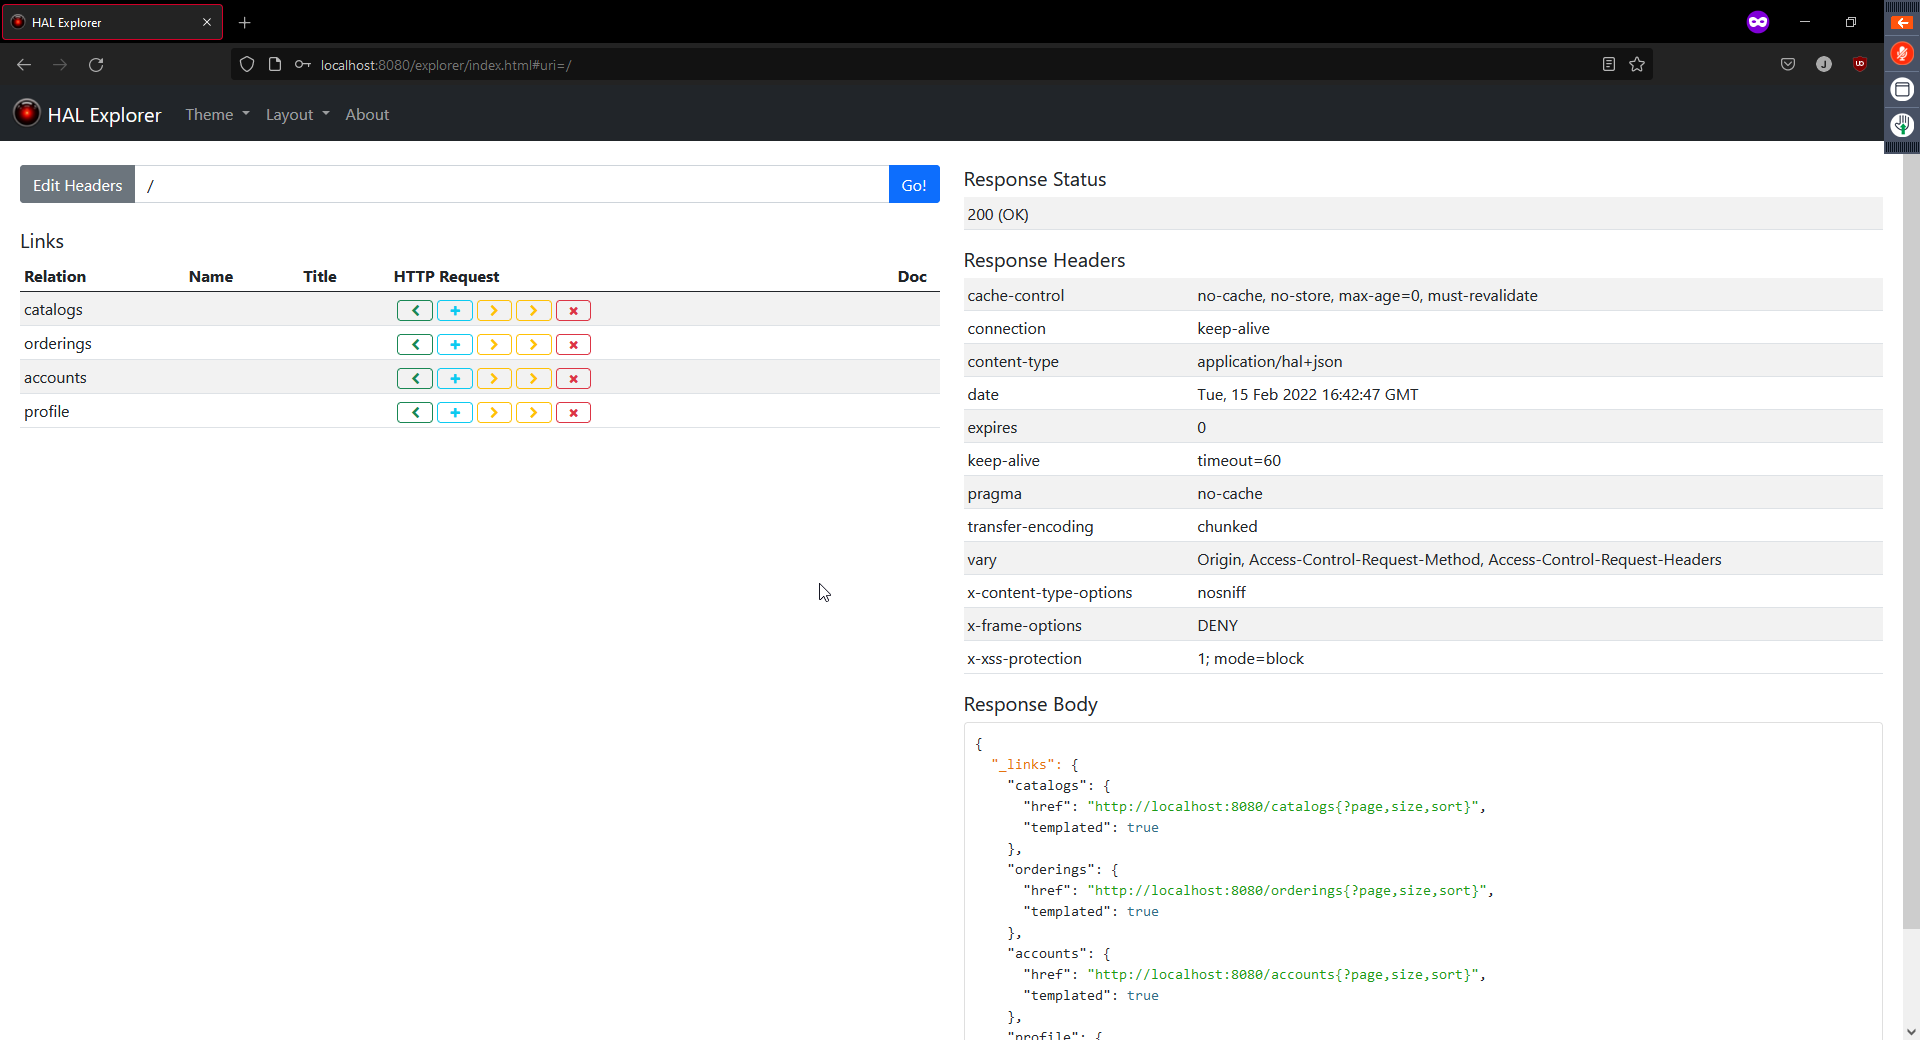 HAL Explorer
localhost:8080/explorer/index.html#uri=/
J
HAL Explorer Theme Layout About
Edit Headers / Go!
Links
Relation Name Title HTTP Request Doc
catalogs
orderings
accounts
profile
Response Status
200 (OK)
Response Headers
cache-control no-cache, no-store, max-age=0, must-revalidate
connection keep-alive
content-type application/hal+json
date Tue, 15 Feb 2022 16:42:47 GMT
expires 0
keep-alive timeout=60
pragma no-cache
transfer-encoding chunked
vary Origin, Access-Control-Request-Method, Access-Control-Request-Headers
x-content-type-options nosniff
x-frame-options DENY
x-xss-protection 1; mode=block
Response Body
{
"_links": {
"catalogs": {
"href": "http://localhost:8080/catalogs{?page,size,sort}",
"templated": true
},
"orderings": {
"href": "http://localhost:8080/orderings{?page,size,sort}",
"templated": true
},
"accounts": {
"href": "http://localhost:8080/accounts{?page,size,sort}",
"templated": true
},
"profile": {